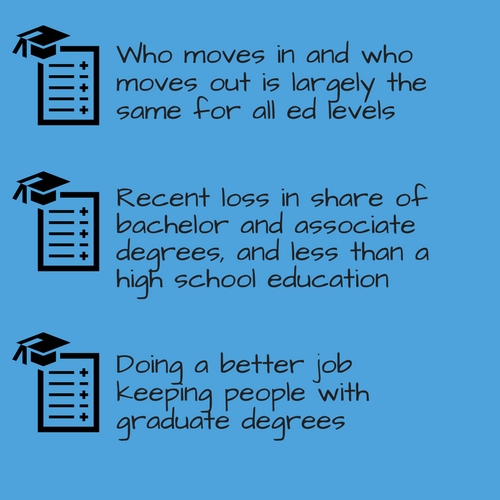 Who moves in and who
moves out is largely the
same for all ed levels
Recent loss in share of
bachelor and associate
degrees, and less than a
high school education
Doing a better job
keeping people with
graduate degrees